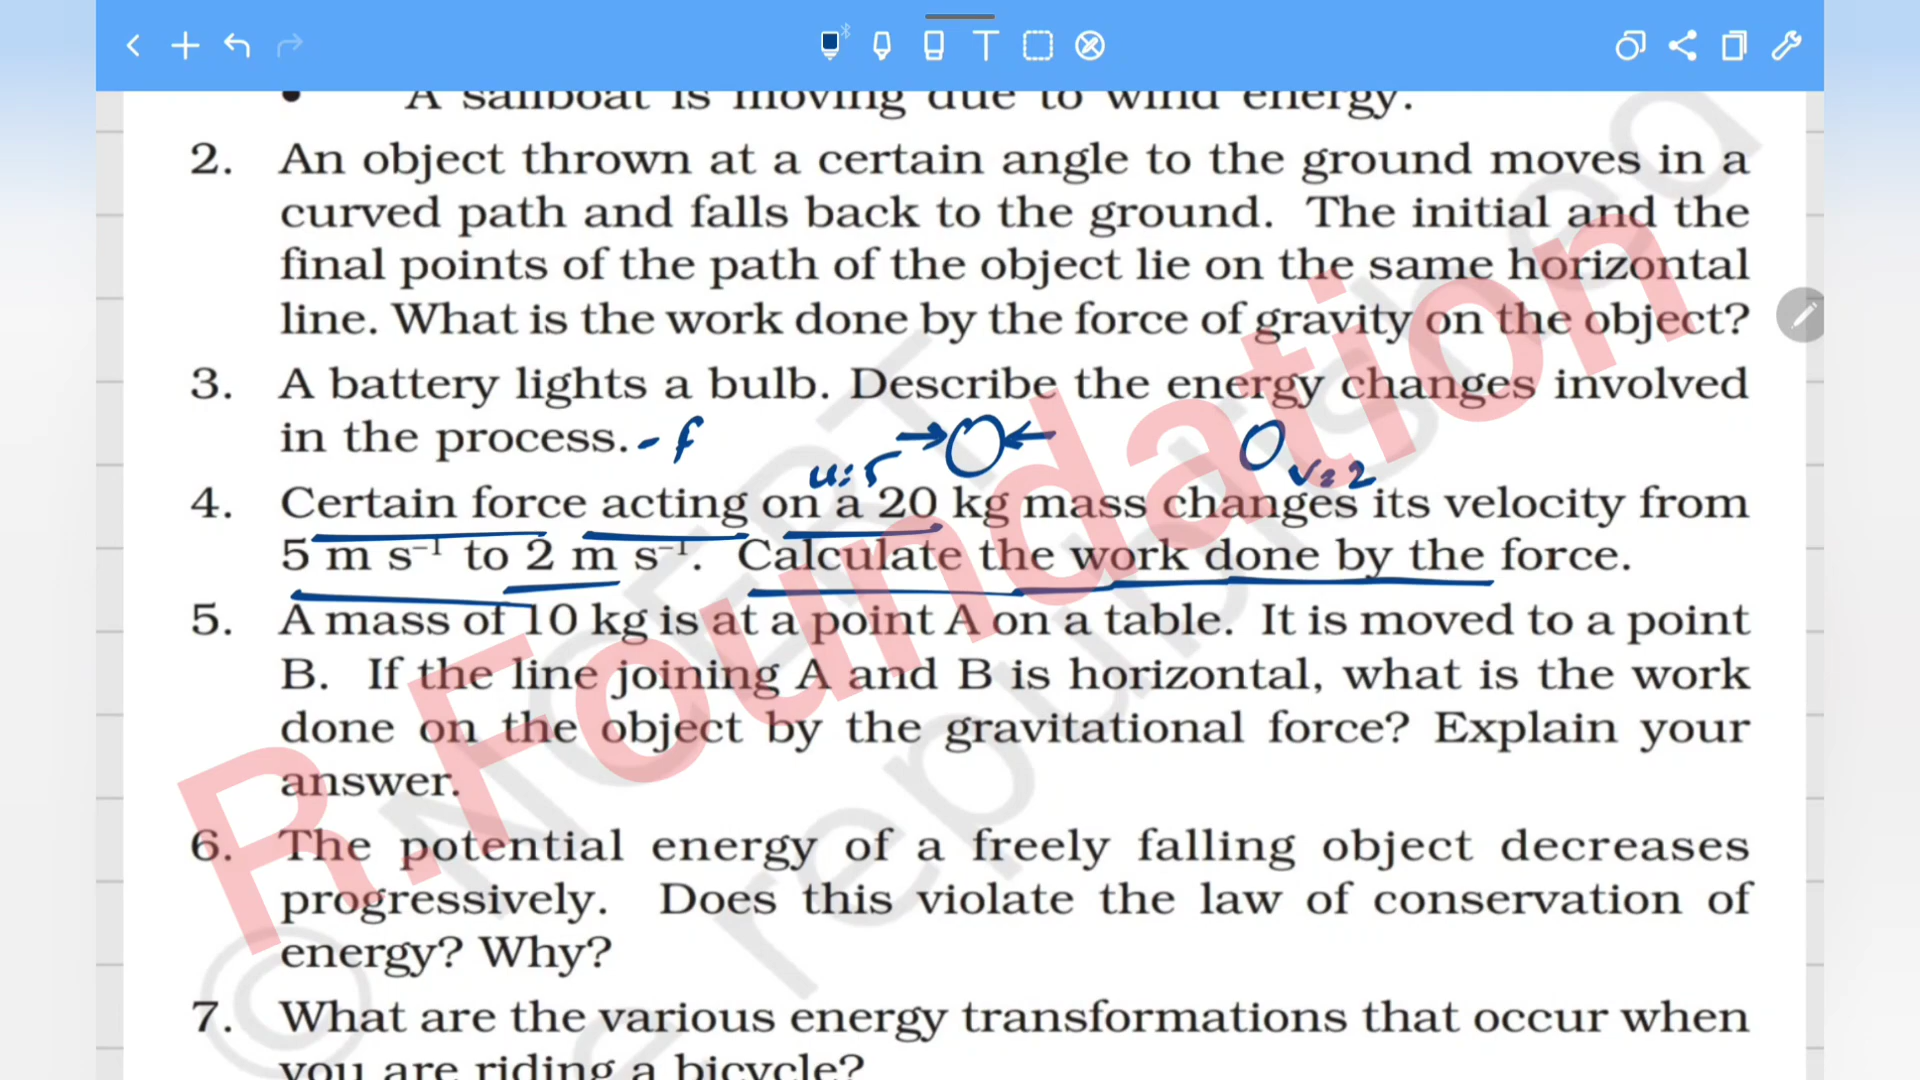 • A sailboat is moving due to wind energy.
2. An object thrown at a certain angle to the ground moves in a
curved path and falls back to the ground. The initial and the
final points of the path of the object lie on the same horizontal
line. What is the work done by the force of gravity on the object?
3. A battery lights a bulb. Describe the energy changes involved
in the process. - f
u = 5 v = 2
4. Certain force acting on a 20 kg mass changes its velocity from
5 m s⁻¹ to 2 m s⁻¹. Calculate the work done by the force.
5. A mass of 10 kg is at a point A on a table. It is moved to a point
B. If the line joining A and B is horizontal, what is the work
done on the object by the gravitational force? Explain your
answer.
6. The potential energy of a freely falling object decreases
progressively. Does this violate the law of conservation of
energy? Why?
7. What are the various energy transformations that occur when
you are riding a bicycle?
R.Foundation
© NCERT
republished